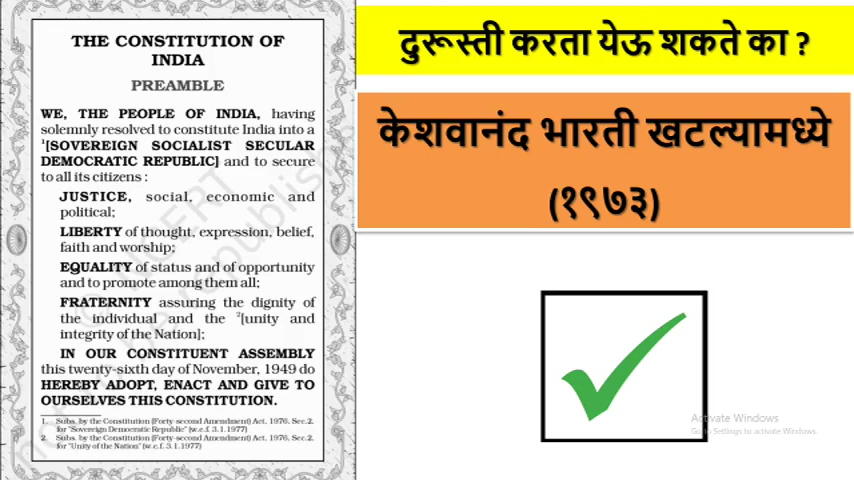 THE CONSTITUTION OF
INDIA
PREAMBLE
WE, THE PEOPLE OF INDIA, having
solemnly resolved to constitute India into a
1[SOVEREIGN SOCIALIST SECULAR
DEMOCRATIC REPUBLIC] and to secure
to all its citizens :
JUSTICE, social, economic and
political;
LIBERTY of thought, expression, belief,
faith and worship;
EQUALITY of status and of opportunity
and to promote among them all;
FRATERNITY assuring the dignity of
the individual and the 2[unity and
integrity of the Nation];
IN OUR CONSTITUENT ASSEMBLY
this twenty-sixth day of November, 1949 do
HEREBY ADOPT, ENACT AND GIVE TO
OURSELVES THIS CONSTITUTION.
1. Subs. by the Constitution (Forty-second Amendment) Act, 1976, Sec.2,
for "Sovereign Democratic Republic" (w.e.f. 3.1.1977)
2. Subs. by the Constitution (Forty-second Amendment) Act, 1976, Sec.2,
for "Unity of the Nation" (w.e.f. 3.1.1977)
दुरूस्ती करता येऊ शकते का ?
केशवानंद भारती खटल्यामध्ये
(१९७३)
Activate Windows
Go to Settings to activate Windows.